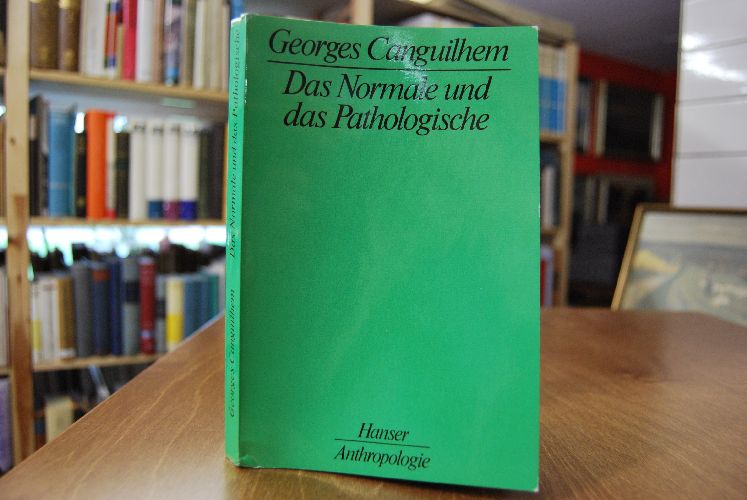 Georges Canguilhem
Das Normale und
das Pathologische
Hanser
Anthropologie
Georges Canguilhem Das Normale und das Pathologische